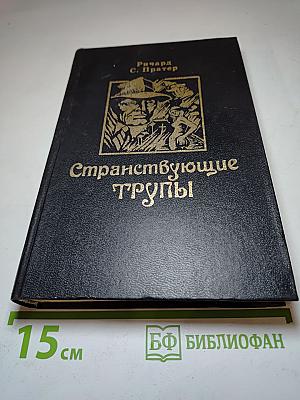 Ричард
С. Пратер
Странствующие
ТРУПЫ
15 см
БФ БИБЛИОФАН